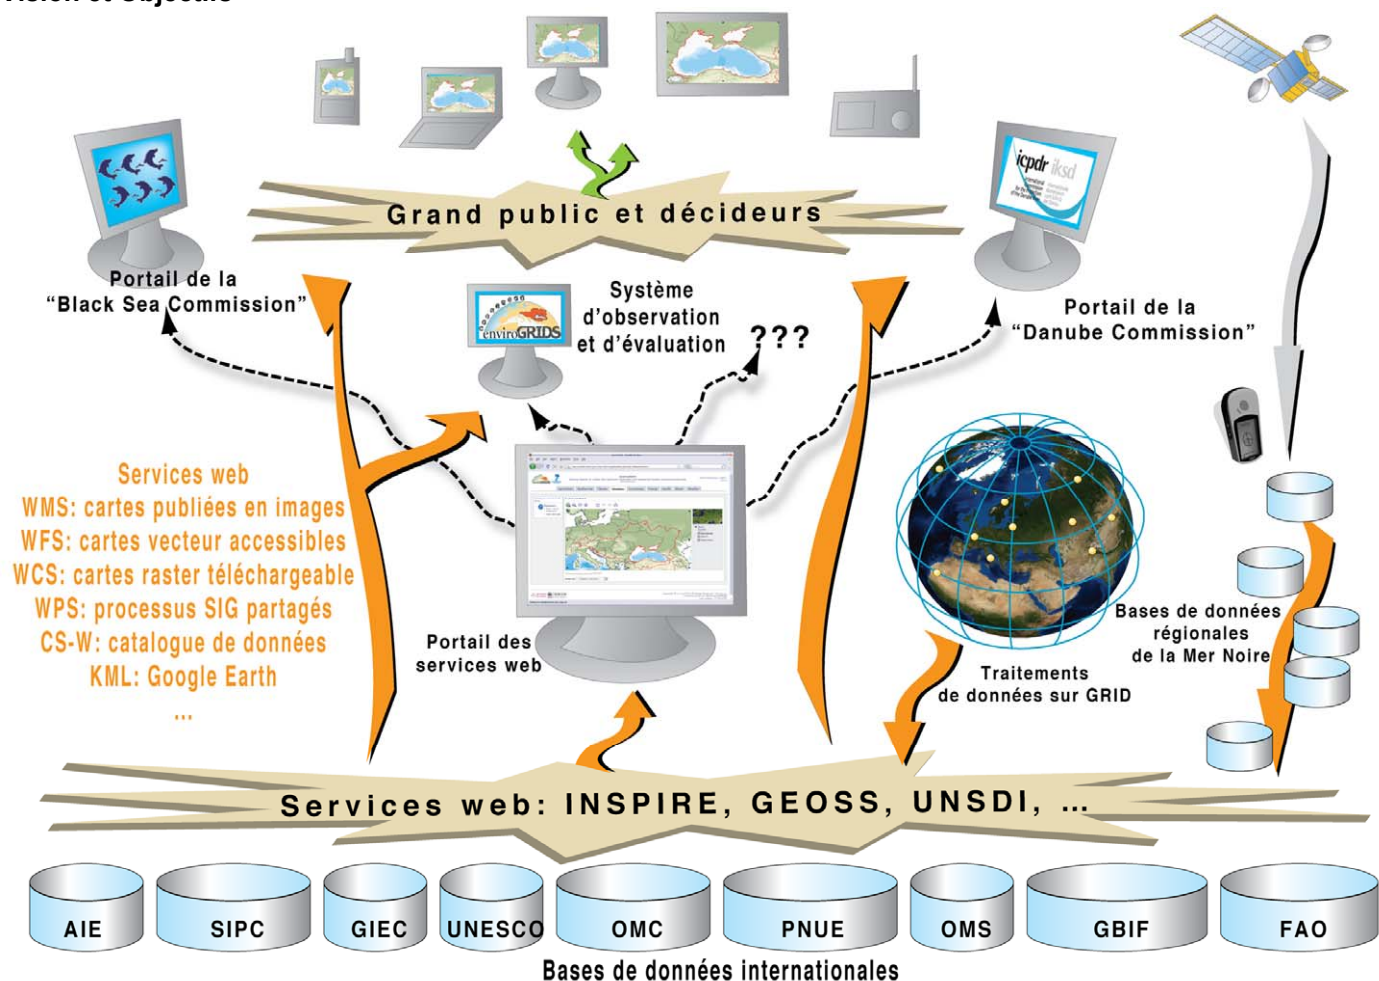 Vision et Objectifs
icpdr iksd
Grand public et décideurs
Portail de la
“Black Sea Commission”
Système
d’observation
et d’évaluation
???
enviroGRIDS
Portail de la
“Danube Commission”
Services web
WMS: cartes publiées en images
WFS: cartes vecteur accessibles
WCS: cartes raster téléchargeable
WPS: processus SIG partagés
CS-W: catalogue de données
KML: Google Earth
...
Portail des
services web
Bases de données
régionales
de la Mer Noire
Traitements
de données sur GRID
Services web: INSPIRE, GEOSS, UNSDI, ...
AIE
SIPC
GIEC
UNESCO
OMC
PNUE
OMS
GBIF
FAO
Bases de données internationales